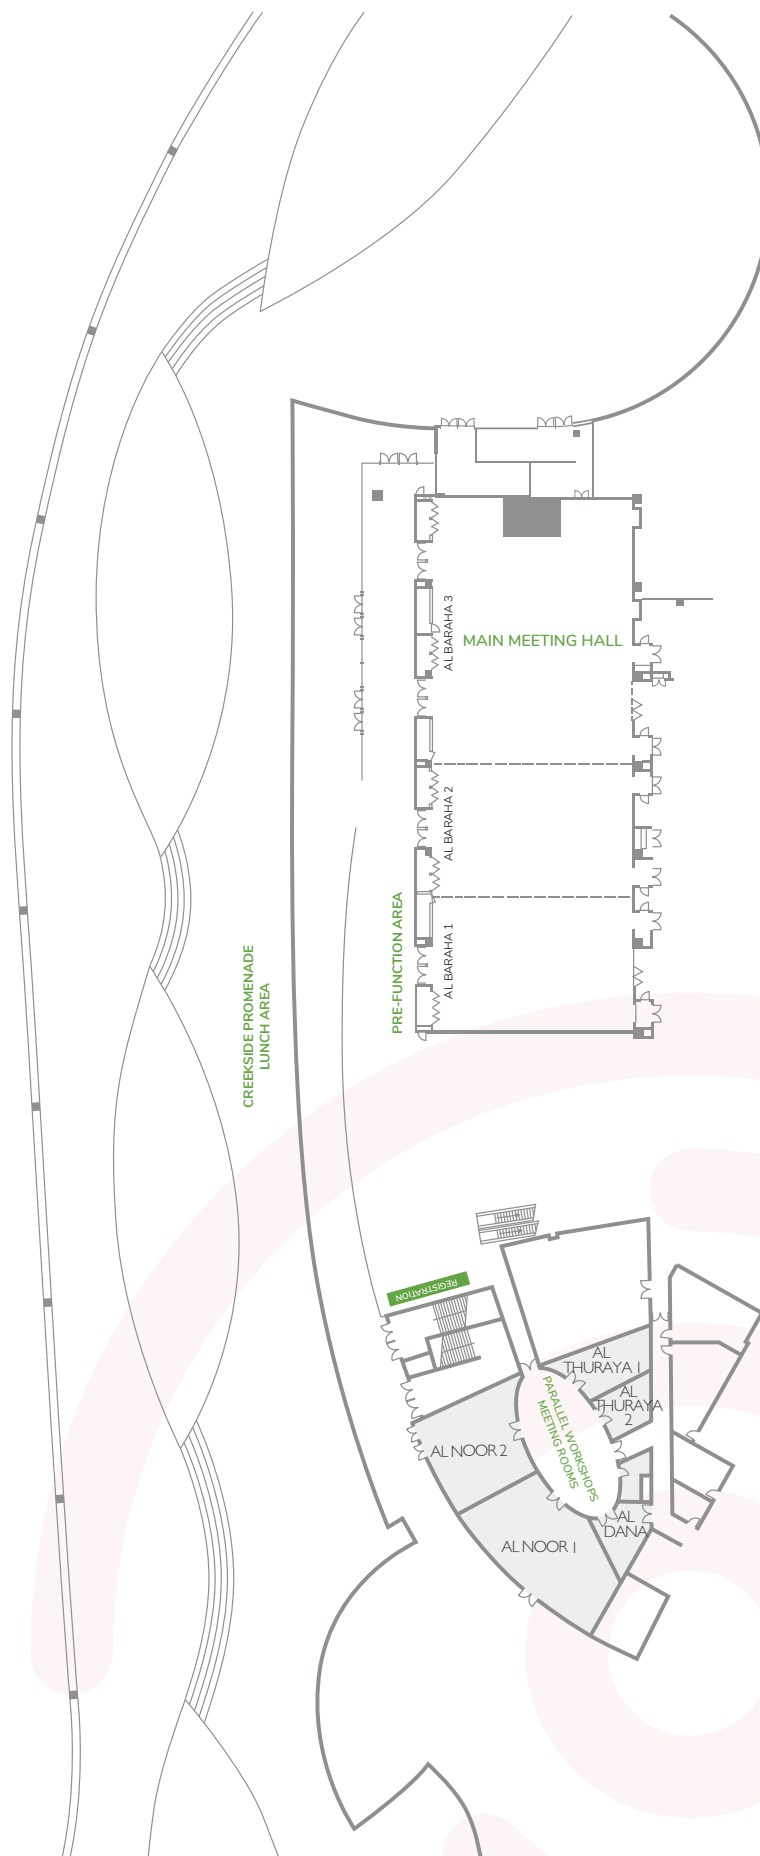 AL BARAHA 3
MAIN MEETING HALL
AL BARAHA 2
PRE-FUNCTION AREA
AL BARAHA 1
CREEKSIDE PROMENADE
LUNCH AREA
REGISTRATION
AL
THURAYA 1
AL
THURAYA
2
PARALLEL WORKSHOPS
MEETING ROOMS
AL NOOR 2
AL NOOR 1
AL
DANA